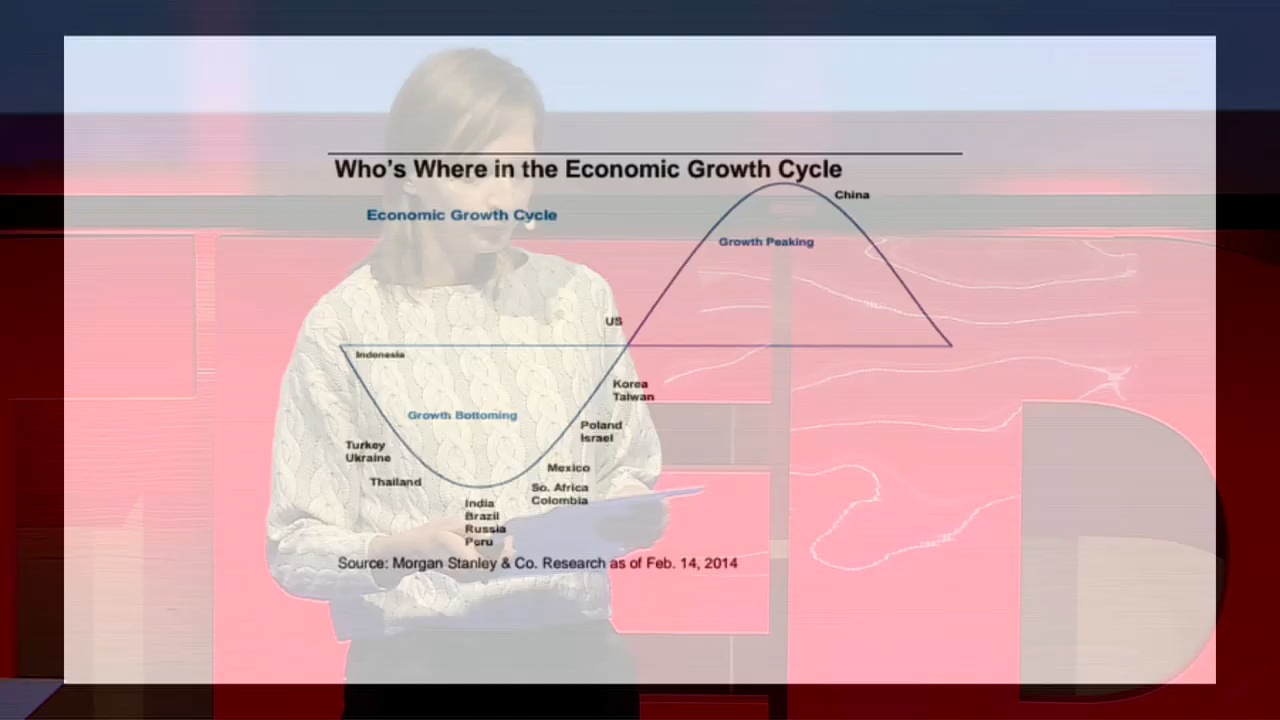 Who's Where in the Economic Growth Cycle
China
Economic Growth Cycle
Growth Peaking
US
Indonesia
Korea
Taiwan
Growth Bottoming
Poland
Israel
Turkey
Ukraine
Mexico
Thailand
So. Africa
Colombia
India
Brazil
Russia
Peru
Source: Morgan Stanley & Co. Research as of Feb. 14, 2014